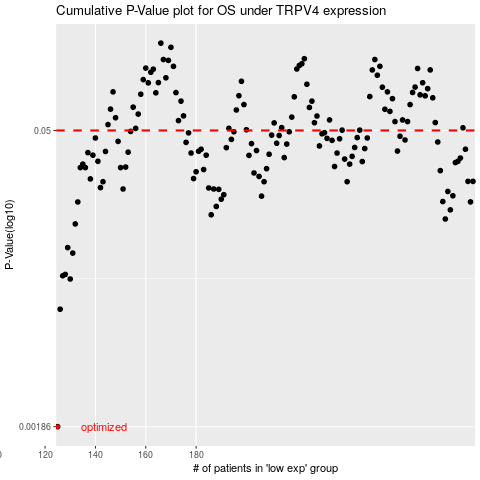 Cumulative P-Value plot for OS under TRPV4 expression
P-Value(log10)
0.05
0.00186
optimized
0
120
140
160
180
# of patients in 'low exp' group